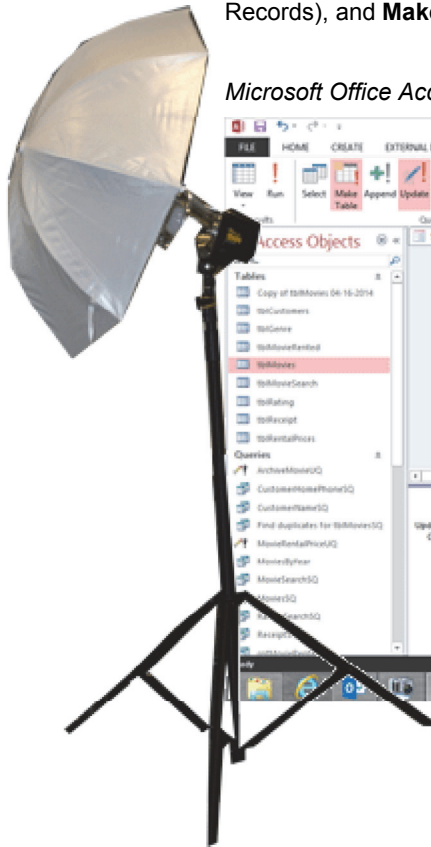 Records), and Make
Microsoft Office Acc
FILE HOME CREATE EXTERNAL
View Run Select Make Table Append Update
Access Objects
Tables
Copy of tblMovies 04-16-2014
tblCustomers
tblGenre
tblMovieRented
tblMovies
tblMovieSearch
tblRating
tblReceipt
tblRentalPrices
Queries
ArchiveMovieUQ
CustomerHomePhoneSQ
CustomerNameSQ
Find duplicates for tblMoviesSQ
MovieRentalPriceUQ
MoviesByYear
MovieSearchSQ
MoviesSQ
SearchSQ
Receipt